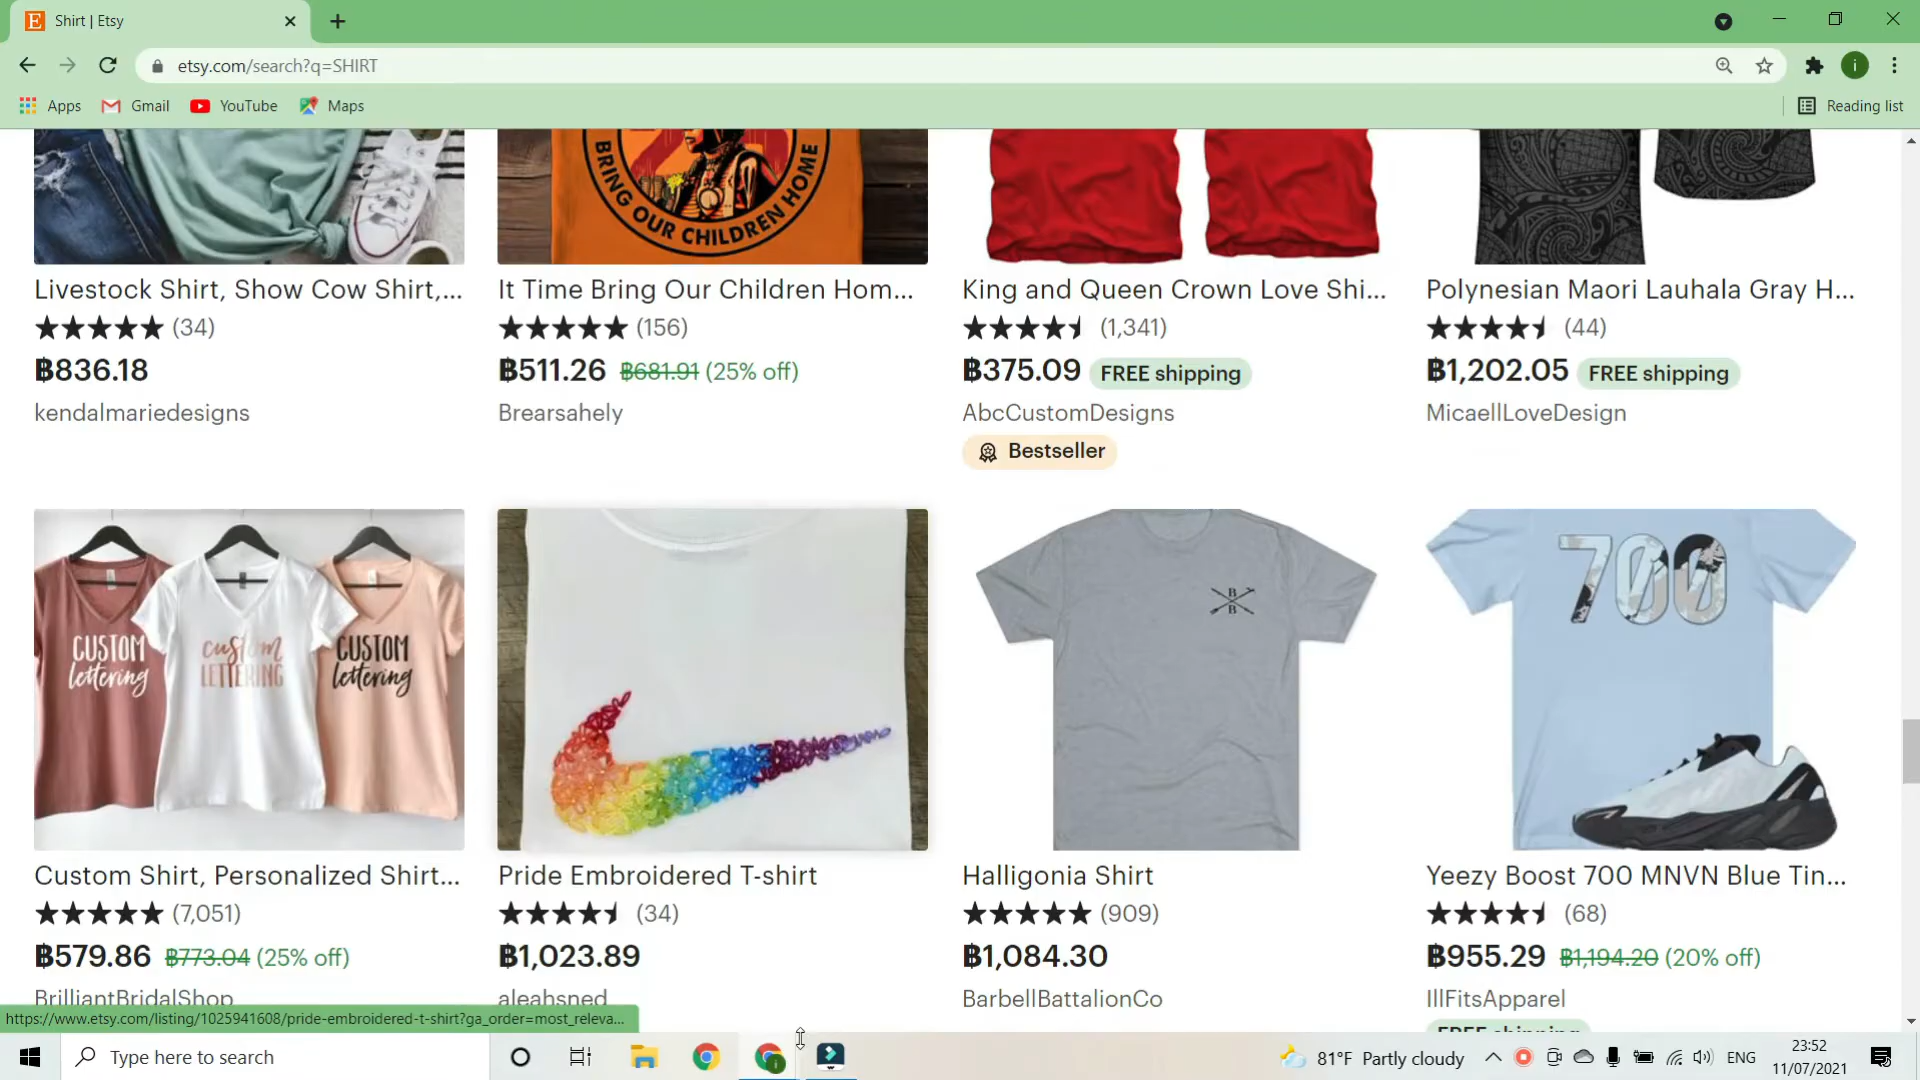 Shirt | Etsy
etsy.com/search?q=SHIRT
i
Apps
Gmail
YouTube
Maps
Reading list
BRING OUR CHILDREN HOME
Livestock Shirt, Show Cow Shirt,...
(34)
฿836.18
kendalmariedesigns
It Time Bring Our Children Hom...
(156)
฿511.26 ฿681.91 (25% off)
Brearsahely
King and Queen Crown Love Shi...
(1,341)
฿375.09 FREE shipping
AbcCustomDesigns
Bestseller
Polynesian Maori Lauhala Gray H...
(44)
฿1,202.05 FREE shipping
MicaellLoveDesign
CUSTOM
lettering
custom
LETTERING
CUSTOM
lettering
B
B
700
Custom Shirt, Personalized Shirt...
(7,051)
฿579.86 ฿773.04 (25% off)
BrilliantBridalShop
Pride Embroidered T-shirt
(34)
฿1,023.89
aleahsned
Halligonia Shirt
(909)
฿1,084.30
BarbellBattalionCo
Yeezy Boost 700 MNVN Blue Tin...
(68)
฿955.29 ฿1,194.20 (20% off)
IllFitsApparel
FREE shipping
https://www.etsy.com/listing/1025941608/pride-embroidered-t-shirt?ga_order=most_releva...
Type here to search
81°F Partly cloudy
ENG
23:52
11/07/2021